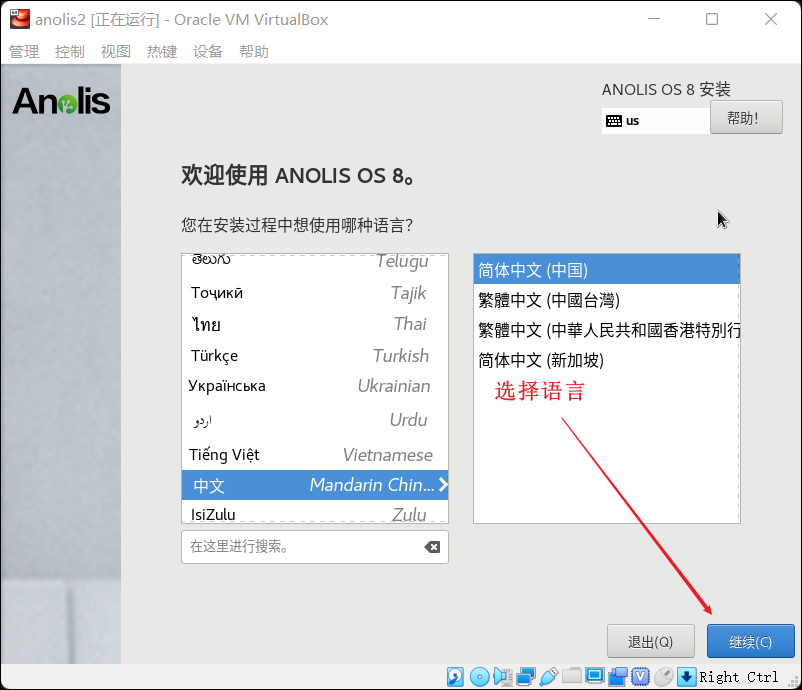 anolis2 [正在运行] - Oracle VM VirtualBox
管理 控制 视图 热键 设备 帮助
Anolis
ANOLIS OS 8 安装
us
帮助!
欢迎使用 ANOLIS OS 8。
您在安装过程中想使用哪种语言?
తెలుగు Telugu
Тоҷикӣ Tajik
ไทย Thai
Türkçe Turkish
Українська Ukrainian
اردو Urdu
Tiếng Việt Vietnamese
中文 Mandarin Chin...
IsiZulu Zulu
在这里进行搜索。
简体中文 (中国)
繁體中文 (中國台灣)
繁體中文 (中華人民共和國香港特別行
简体中文 (新加坡)
选择语言
退出(Q)
继续(C)
Right Ctrl